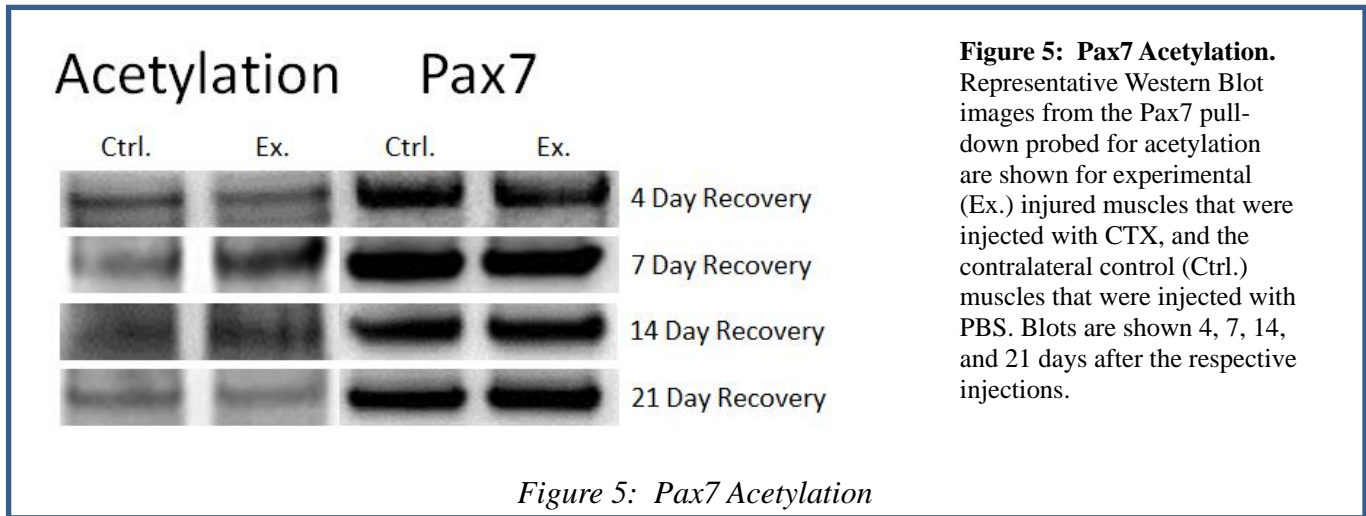 Acetylation Pax7
Ctrl. Ex. Ctrl. Ex.
4 Day Recovery
7 Day Recovery
14 Day Recovery
21 Day Recovery
Figure 5: Pax7 Acetylation.
Representative Western Blot
images from the Pax7 pull-
down probed for acetylation
are shown for experimental
(Ex.) injured muscles that were
injected with CTX, and the
contralateral control (Ctrl.)
muscles that were injected with
PBS. Blots are shown 4, 7, 14,
and 21 days after the respective
injections.
Figure 5: Pax7 Acetylation